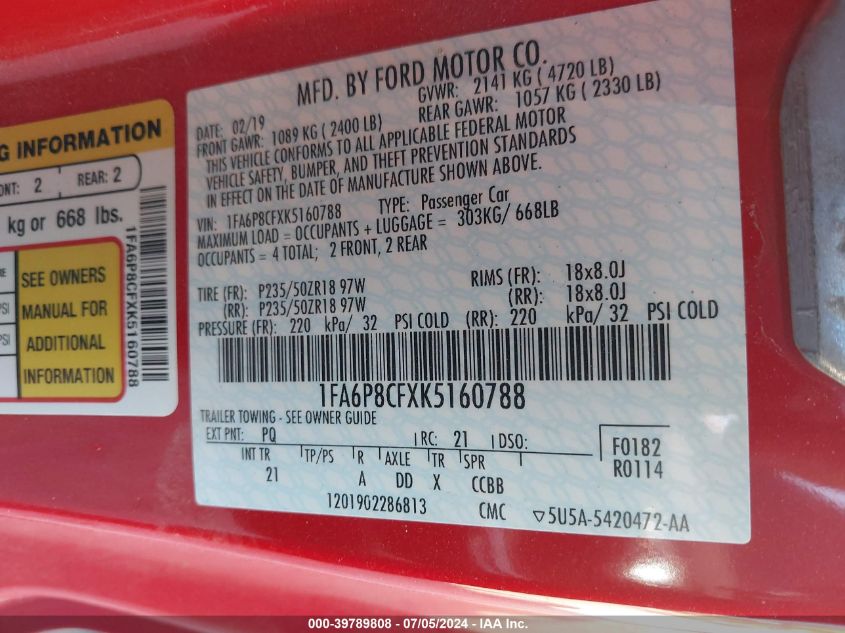 G INFORMATION
ONT: 2 REAR: 2
kg or 668 lbs.
SEE OWNERS
MANUAL FOR
ADDITIONAL
INFORMATION
RE
PSI
PSI
1FA6P8CFXK5160788
MFD. BY FORD MOTOR CO.
DATE: 02/19 GVWR: 2141 KG ( 4720 LB)
FRONT GAWR: 1089 KG ( 2400 LB) REAR GAWR: 1057 KG ( 2330 LB)
THIS VEHICLE CONFORMS TO ALL APPLICABLE FEDERAL MOTOR
VEHICLE SAFETY, BUMPER, AND THEFT PREVENTION STANDARDS
IN EFFECT ON THE DATE OF MANUFACTURE SHOWN ABOVE.
VIN: 1FA6P8CFXK5160788 TYPE: Passenger Car
MAXIMUM LOAD = OCCUPANTS + LUGGAGE = 303KG/ 668LB
OCCUPANTS = 4 TOTAL; 2 FRONT, 2 REAR
TIRE (FR): P235/50ZR18 97W RIMS (FR): 18x8.0J
(RR): P235/50ZR18 97W (RR): 18x8.0J
PRESSURE (FR): 220 kPa/ 32 PSI COLD (RR): 220 kPa/ 32 PSI COLD
1FA6P8CFXK5160788
TRAILER TOWING - SEE OWNER GUIDE
EXT PNT: PQ RC: 21 DSO:
INT TR TP/PS R AXLE TR SPR
21 A DD X CCBB
F0182
R0114
1201902286813 CMC ▽5U5A-5420472-AA
000-39789808 / 07/05/2024 - IAA Inc.